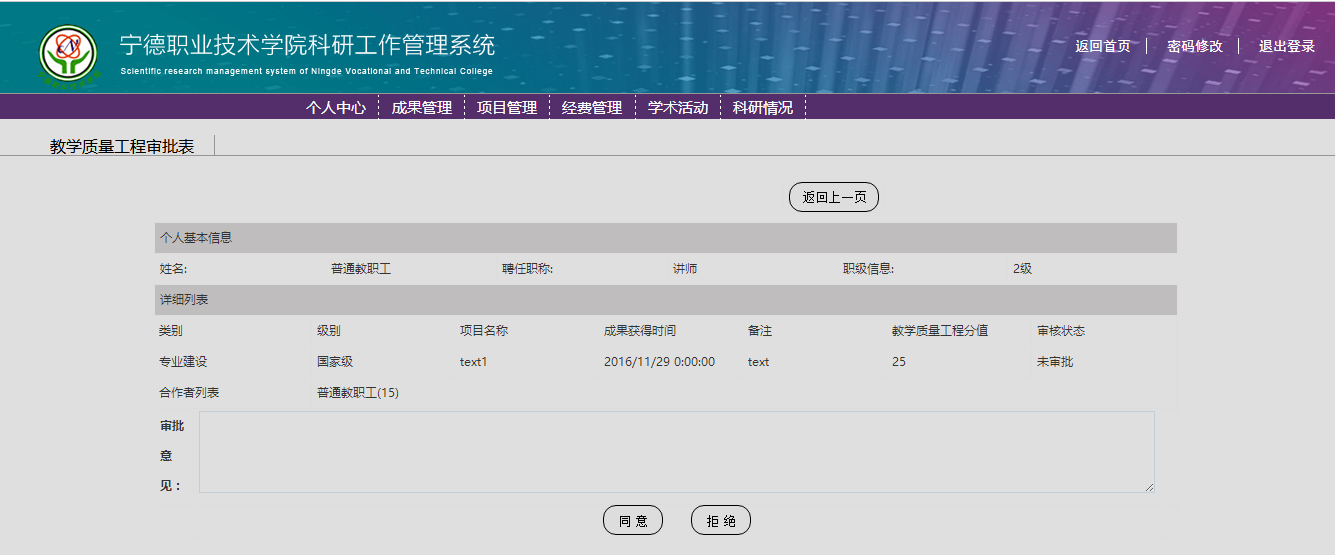 宁德职业技术学院科研工作管理系统
Scientific research management system of Ningde Vocational and Technical College
返回首页 密码修改 退出登录
个人中心 成果管理 项目管理 经费管理 学术活动 科研情况
教学质量工程审批表
返回上一页
个人基本信息
姓名: 普通教职工 聘任职称: 讲师 职级信息: 2级
详细列表
类别 级别 项目名称 成果获得时间 备注 教学质量工程分值 审核状态
专业建设 国家级 text1 2016/11/29 0:00:00 text 25 未审批
合作者列表 普通教职工(15)
审批
意
见：
同 意 拒 绝